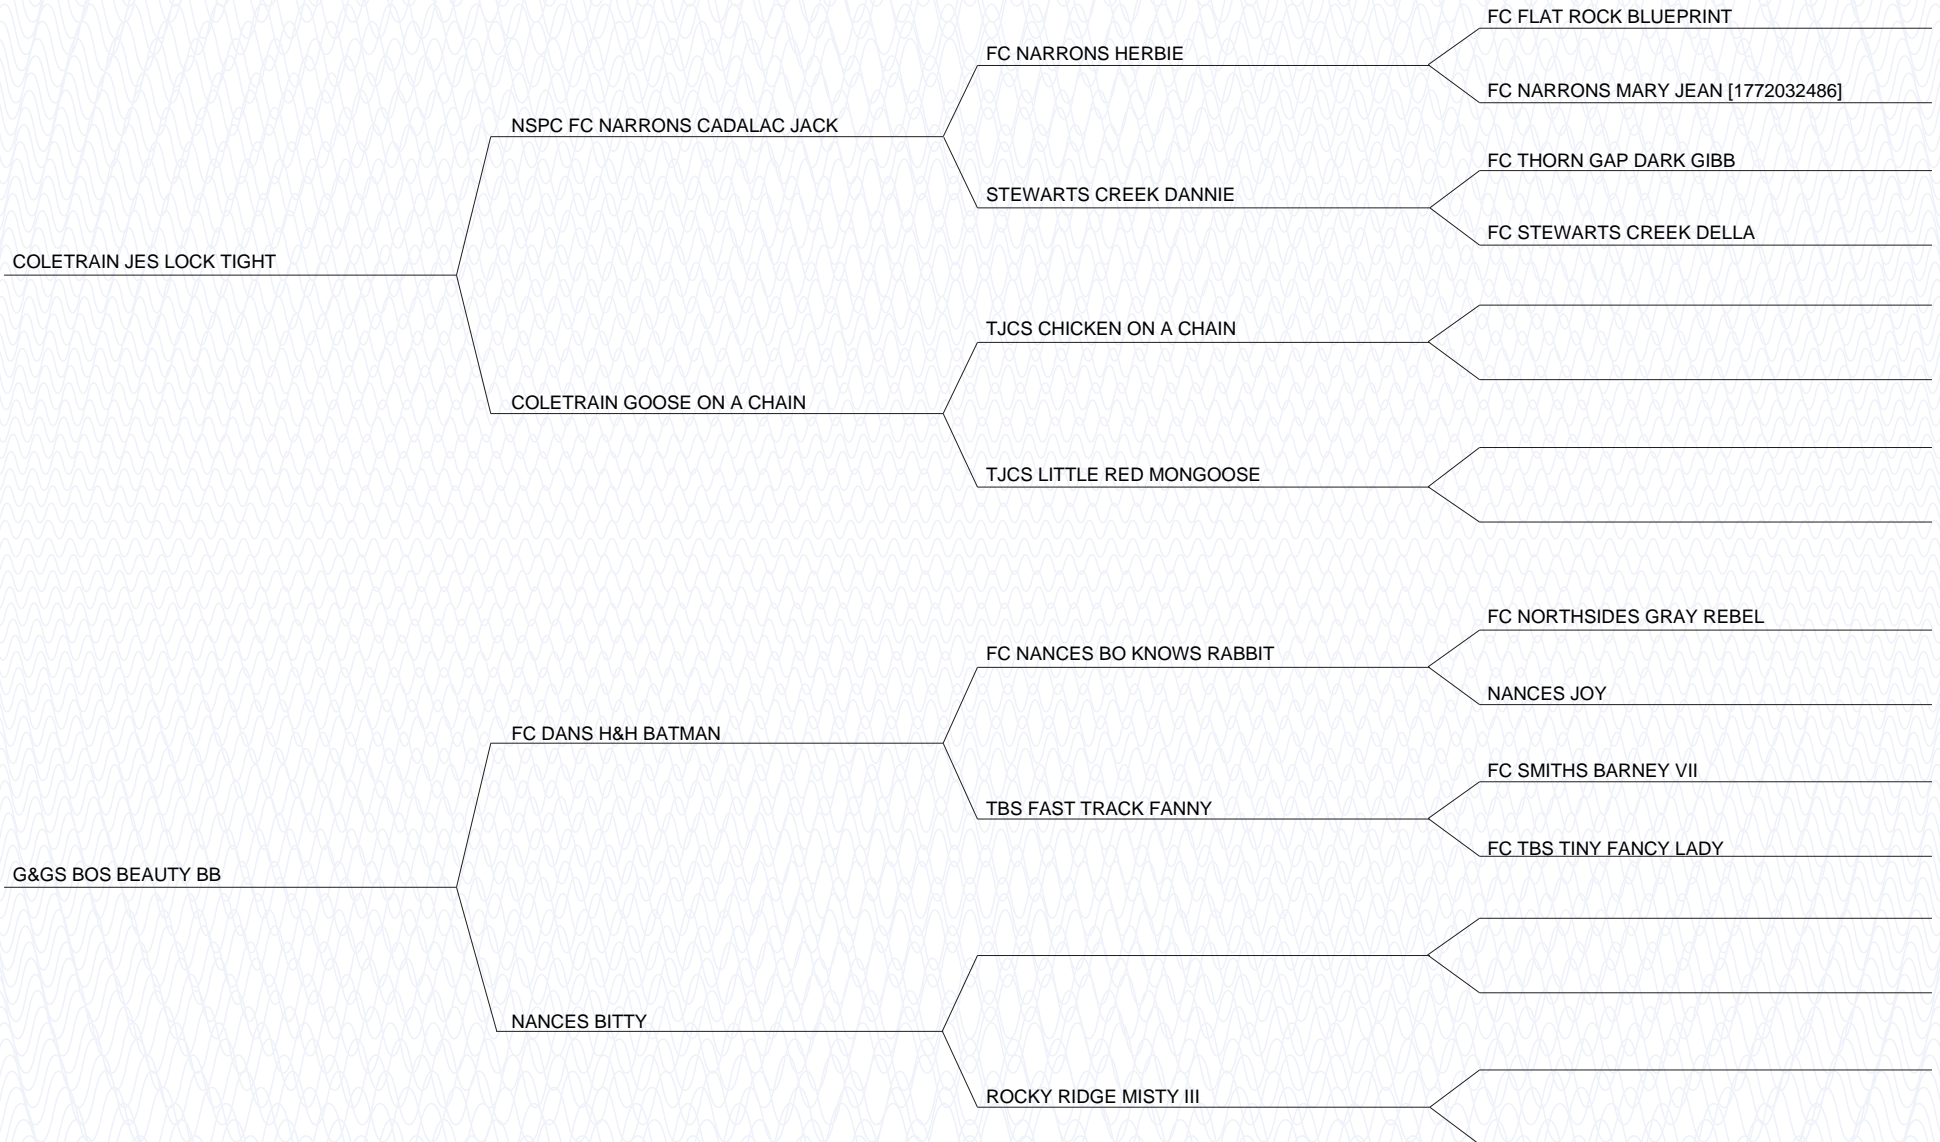 FC FLAT ROCK BLUEPRINT
FC NARRONS HERBIE
FC NARRONS MARY JEAN [1772032486]
NSPC FC NARRONS CADALAC JACK
FC THORN GAP DARK GIBB
STEWARTS CREEK DANNIE
FC STEWARTS CREEK DELLA
COLETRAIN JES LOCK TIGHT
TJCS CHICKEN ON A CHAIN
COLETRAIN GOOSE ON A CHAIN
TJCS LITTLE RED MONGOOSE
FC NORTHSIDES GRAY REBEL
FC NANCES BO KNOWS RABBIT
NANCES JOY
FC DANS H&H BATMAN
FC SMITHS BARNEY VII
TBS FAST TRACK FANNY
FC TBS TINY FANCY LADY
G&GS BOS BEAUTY BB
NANCES BITTY
ROCKY RIDGE MISTY III